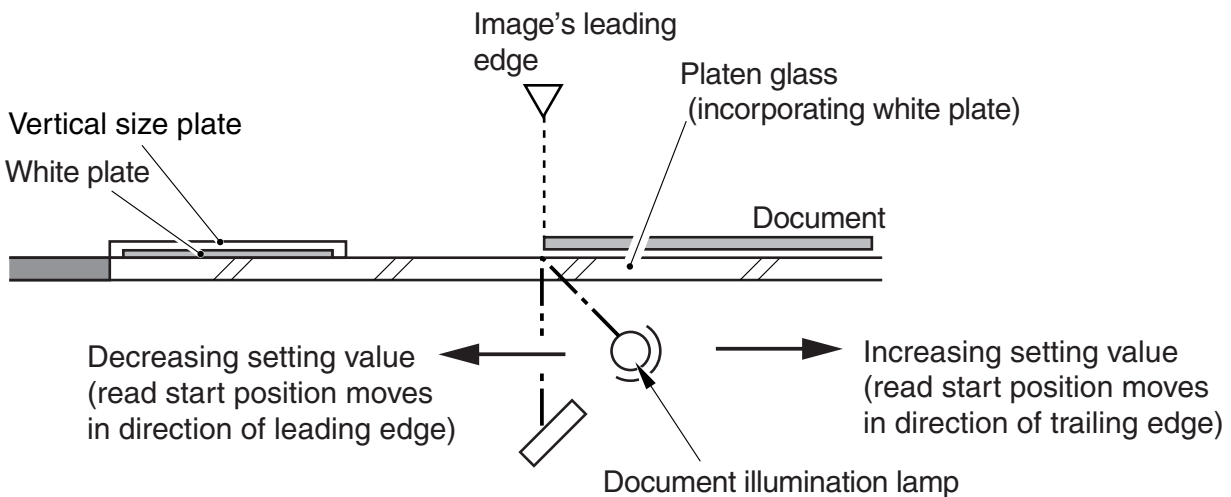 Image's leading
edge
Platen glass
(incorporating white plate)
Vertical size plate
White plate
Document
Decreasing setting value
(read start position moves
in direction of leading edge)
Increasing setting value
(read start position moves
in direction of trailing edge)
Document illumination lamp